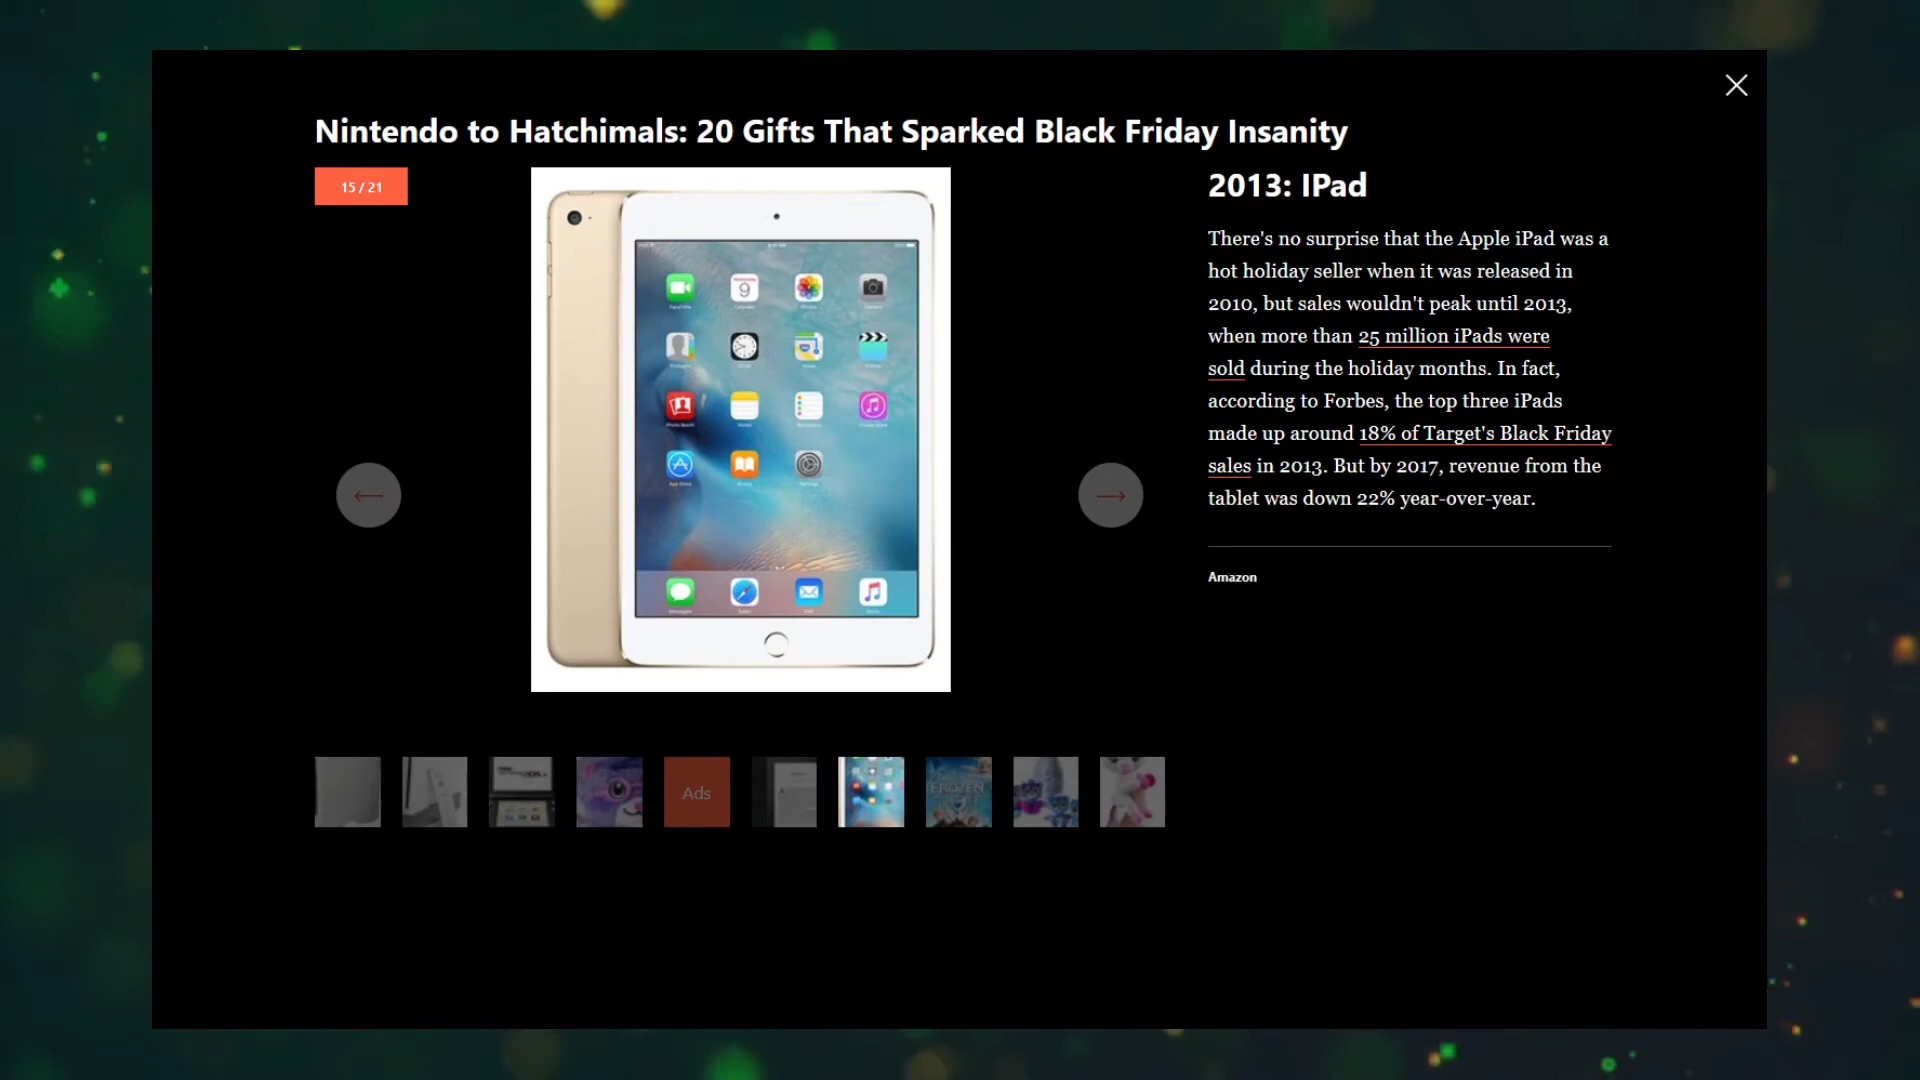 Nintendo to Hatchimals: 20 Gifts That Sparked Black Friday Insanity
15 / 21
2013: IPad
There's no surprise that the Apple iPad was a
hot holiday seller when it was released in
2010, but sales wouldn't peak until 2013,
when more than 25 million iPads were
sold during the holiday months. In fact,
according to Forbes, the top three iPads
made up around 18% of Target's Black Friday
sales in 2013. But by 2017, revenue from the
tablet was down 22% year-over-year.
Amazon
9
Ads
FROZEN